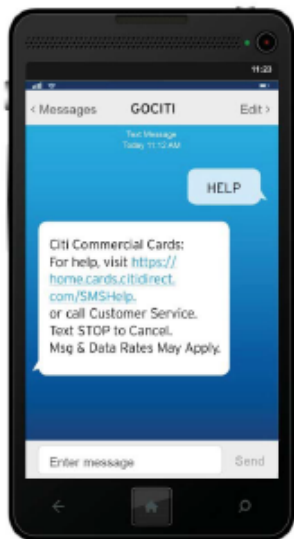 11:23
< Messages GOCITI Edit >
Text Message
Today 11:12 AM
HELP
Citi Commercial Cards:
For help, visit https://
home.cards.citidirect.
com/SMSHelp.
or call Customer Service.
Text STOP to Cancel.
Msg & Data Rates May Apply.
Enter message Send